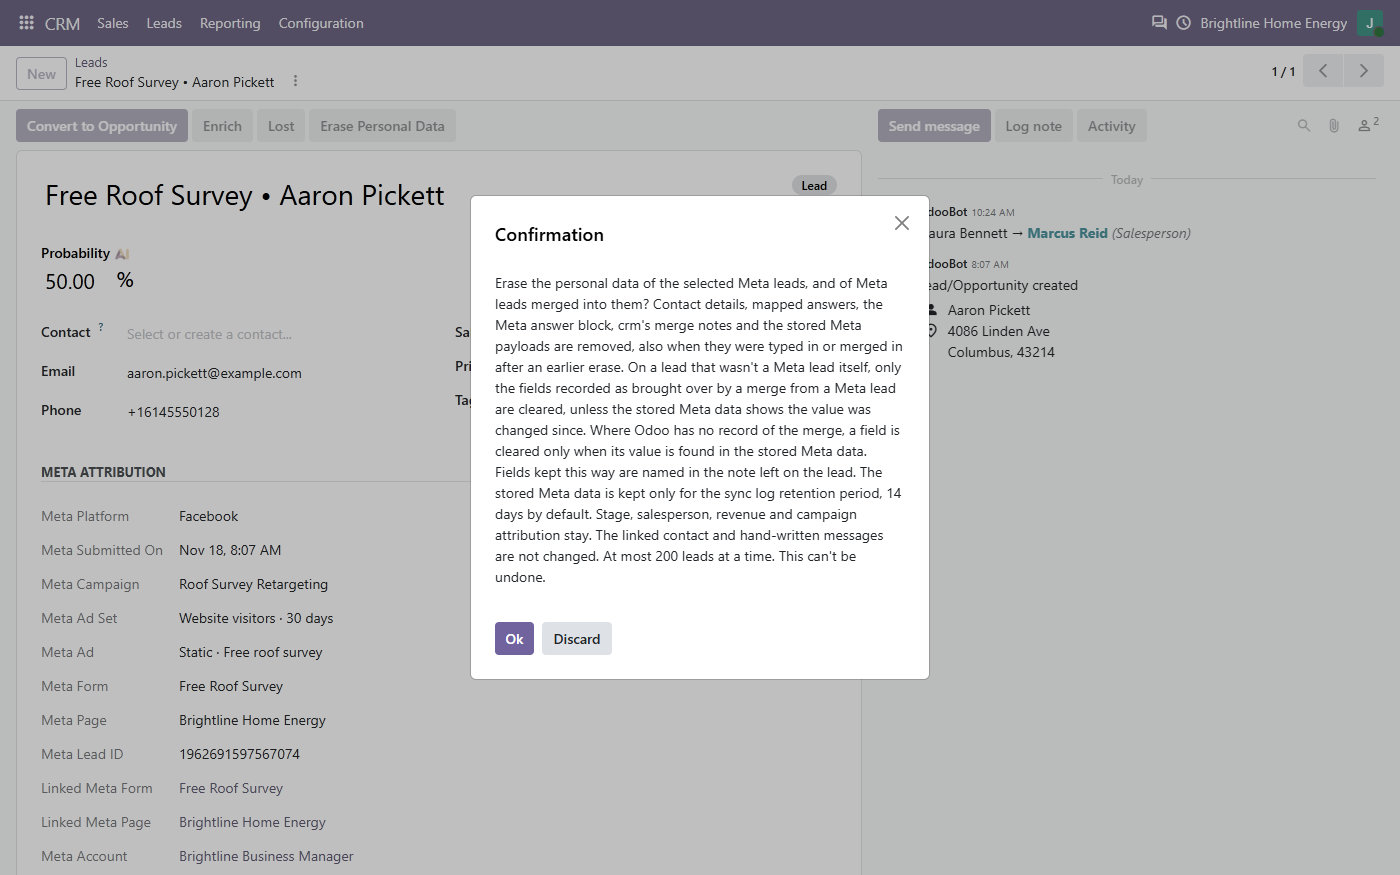 CRM Sales Leads Reporting Configuration Brightline Home Energy J
New Leads
Free Roof Survey • Aaron Pickett
1 / 1
Convert to Opportunity Enrich Lost Erase Personal Data Send message Log note Activity 2
Free Roof Survey • Aaron Pickett
Lead
Today
Confirmation
Erase the personal data of the selected Meta leads, and of Meta
leads merged into them? Contact details, mapped answers, the
Meta answer block, crm's merge notes and the stored Meta
payloads are removed, also when they were typed in or merged in
after an earlier erase. On a lead that wasn't a Meta lead itself, only
the fields recorded as brought over by a merge from a Meta lead
are cleared, unless the stored Meta data shows the value was
changed since. Where Odoo has no record of the merge, a field is
cleared only when its value is found in the stored Meta data.
Fields kept this way are named in the note left on the lead. The
stored Meta data is kept only for the sync log retention period, 14
days by default. Stage, salesperson, revenue and campaign
attribution stay. The linked contact and hand-written messages
are not changed. At most 200 leads at a time. This can't be
undone.
Ok Discard
Probability AI
50.00 %
Contact ? Select or create a contact...
Email aaron.pickett@example.com
Phone +16145550128
Sa
Pri
Tag
META ATTRIBUTION
Meta Platform Facebook
Meta Submitted On Nov 18, 8:07 AM
Meta Campaign Roof Survey Retargeting
Meta Ad Set Website visitors · 30 days
Meta Ad Static · Free roof survey
Meta Form Free Roof Survey
Meta Page Brightline Home Energy
Meta Lead ID 1962691597567074
Linked Meta Form Free Roof Survey
Linked Meta Page Brightline Home Energy
Meta Account Brightline Business Manager
dooBot 10:24 AM
aura Bennett → Marcus Reid (Salesperson)
dooBot 8:07 AM
ead/Opportunity created
Aaron Pickett
4086 Linden Ave
Columbus, 43214